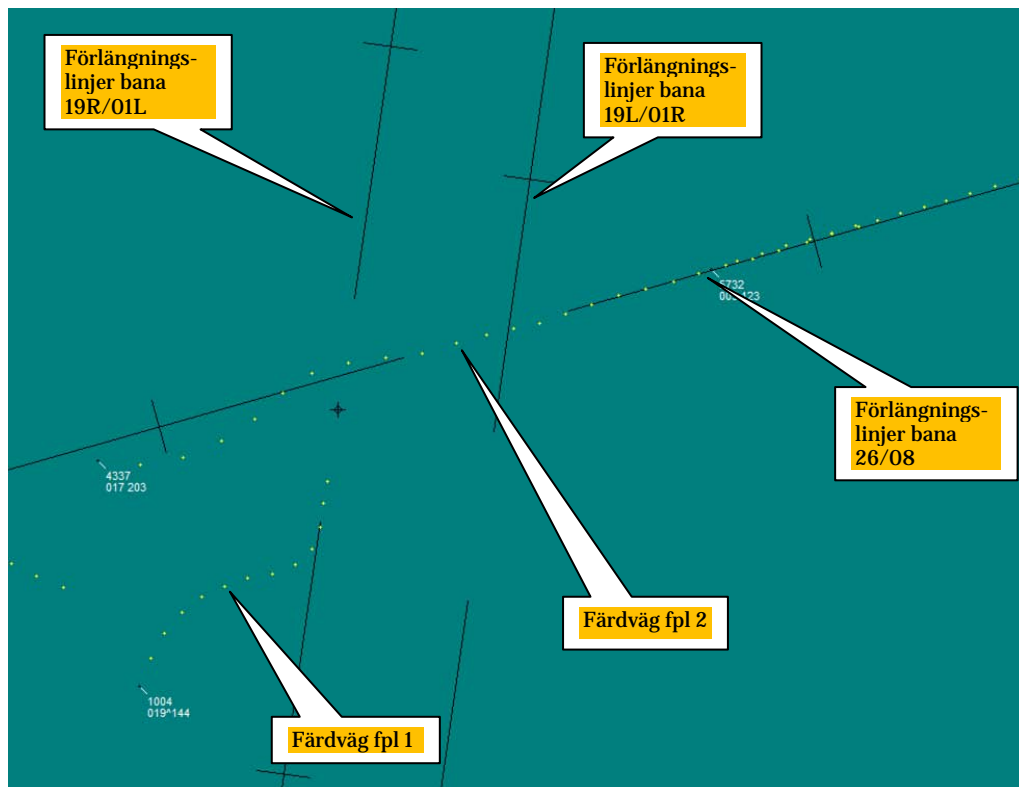 Förlängnings-
linjer bana
19R/01L
Förlängnings-
linjer bana
19L/01R
Förlängnings-
linjer bana
26/08
4337
017 203
Färdväg fpl 2
1004
019^144
Färdväg fpl 1